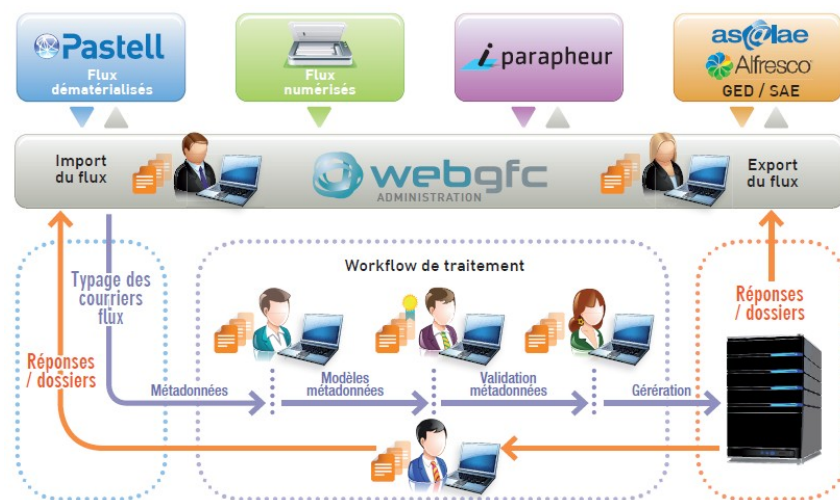 Pastell
Flux
dématérialisés
Flux
numérisés
i parapheur
as@lae
Alfresco
GED / SAE
Import
du flux
webgfc
ADMINISTRATION
Export
du flux
Typage des
courriers
flux
Workflow de traitement
Réponses
/ dossiers
Réponses
/ dossiers
Métadonnées
Modèles
métadonnées
Validation
métadonnées
Gérération